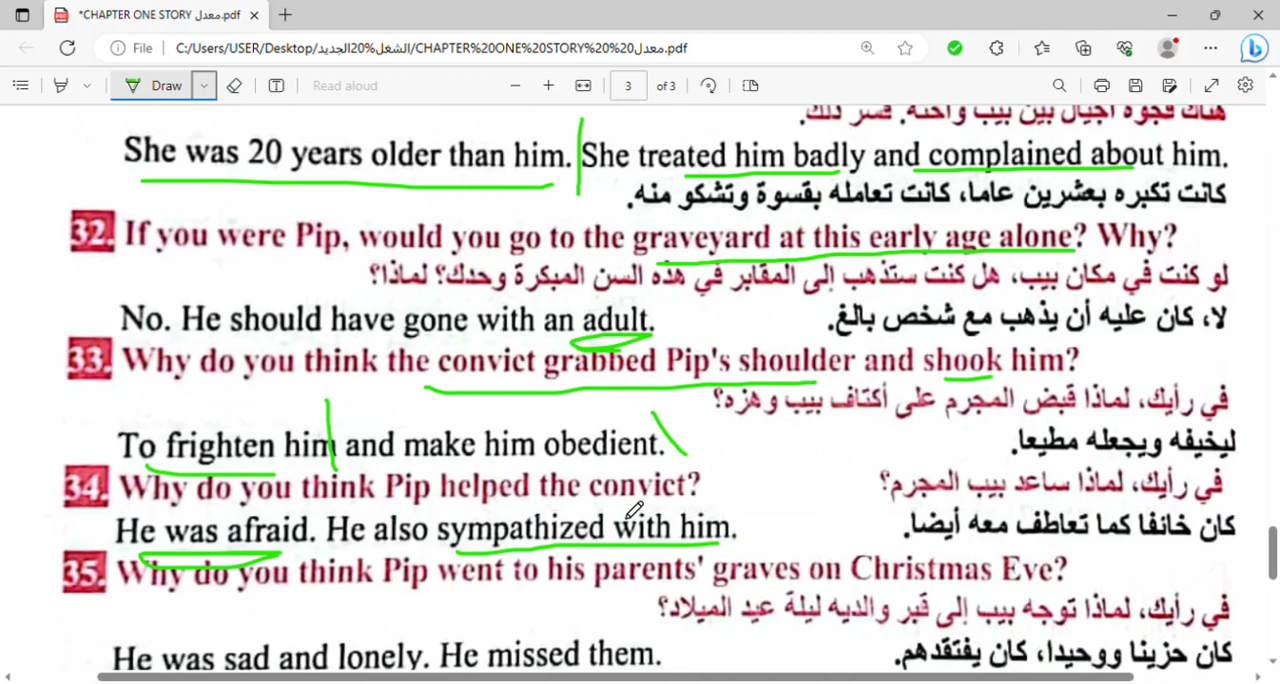 *CHAPTER ONE STORY معدل.pdf
File C:/Users/USER/Desktop/الشغل%20الجديد/CHAPTER%20ONE%20STORY%20%20معدل.pdf
Draw Read aloud 3 of 3
هناك فجوة أجيال بين بيب وأخته. فسر ذلك.
She was 20 years older than him. She treated him badly and complained about him.
كانت تكبره بعشرين عاما، كانت تعامله بقسوة وتشكو منه.
32. If you were Pip, would you go to the graveyard at this early age alone? Why?
لو كنت في مكان بيب، هل كنت ستذهب إلى المقابر في هذه السن المبكرة وحدك؟ لماذا؟
No. He should have gone with an adult. لا، كان عليه أن يذهب مع شخص بالغ.
33. Why do you think the convict grabbed Pip's shoulder and shook him?
في رأيك، لماذا قبض المجرم على أكتاف بيب وهزه؟
To frighten him and make him obedient. ليخيفه ويجعله مطيعا.
34. Why do you think Pip helped the convict? في رأيك، لماذا ساعد بيب المجرم؟
He was afraid. He also sympathized with him. كان خائفا كما تعاطف معه أيضا.
35. Why do you think Pip went to his parents' graves on Christmas Eve?
في رأيك، لماذا توجه بيب إلى قبر والديه ليلة عيد الميلاد؟
He was sad and lonely. He missed them. كان حزينا ووحيدا، كان يفتقدهم.